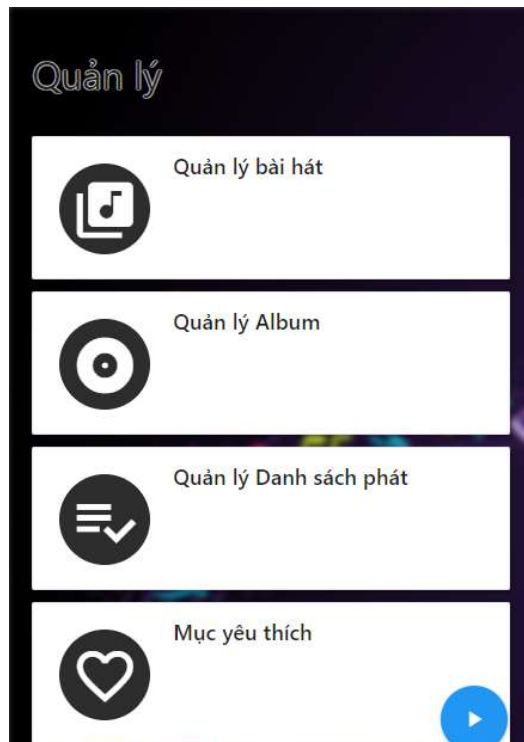 Quản lý
Quản lý bài hát
Quản lý Album
Quản lý Danh sách phát
Mục yêu thích